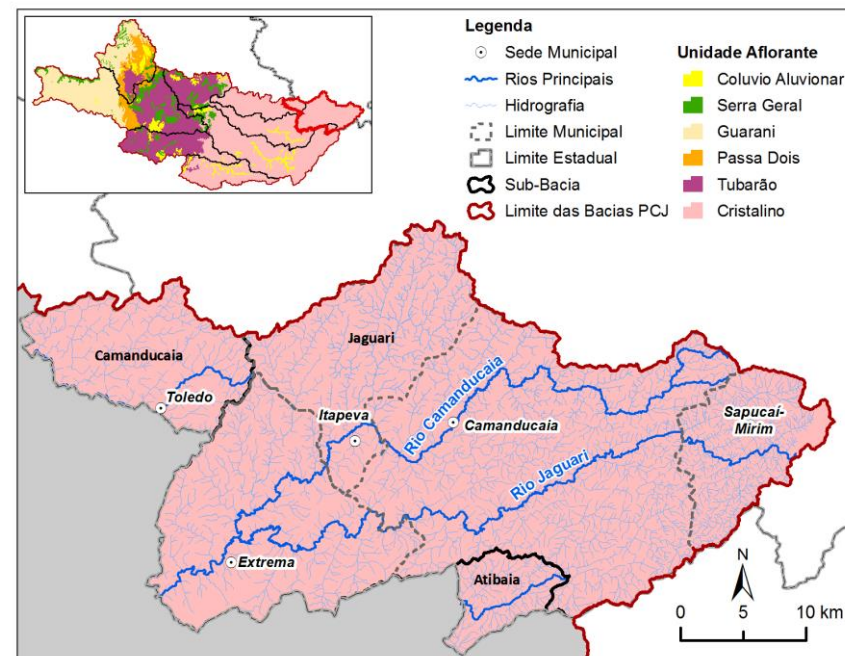 Legenda
Sede Municipal
Rios Principais
Hidrografia
Limite Municipal
Limite Estadual
Sub-Bacia
Limite das Bacias PCJ
Unidade Aflorante
Coluvio Aluvionar
Serra Geral
Guarani
Passa Dois
Tubarão
Cristalino
Camanducaia
Jaguari
Toledo
Itapeva
Rio Camanducaia
Camanducaia
Sapucaí-
Mirim
Rio Jaguari
Extrema
Atibaia
N
0 5 10 km